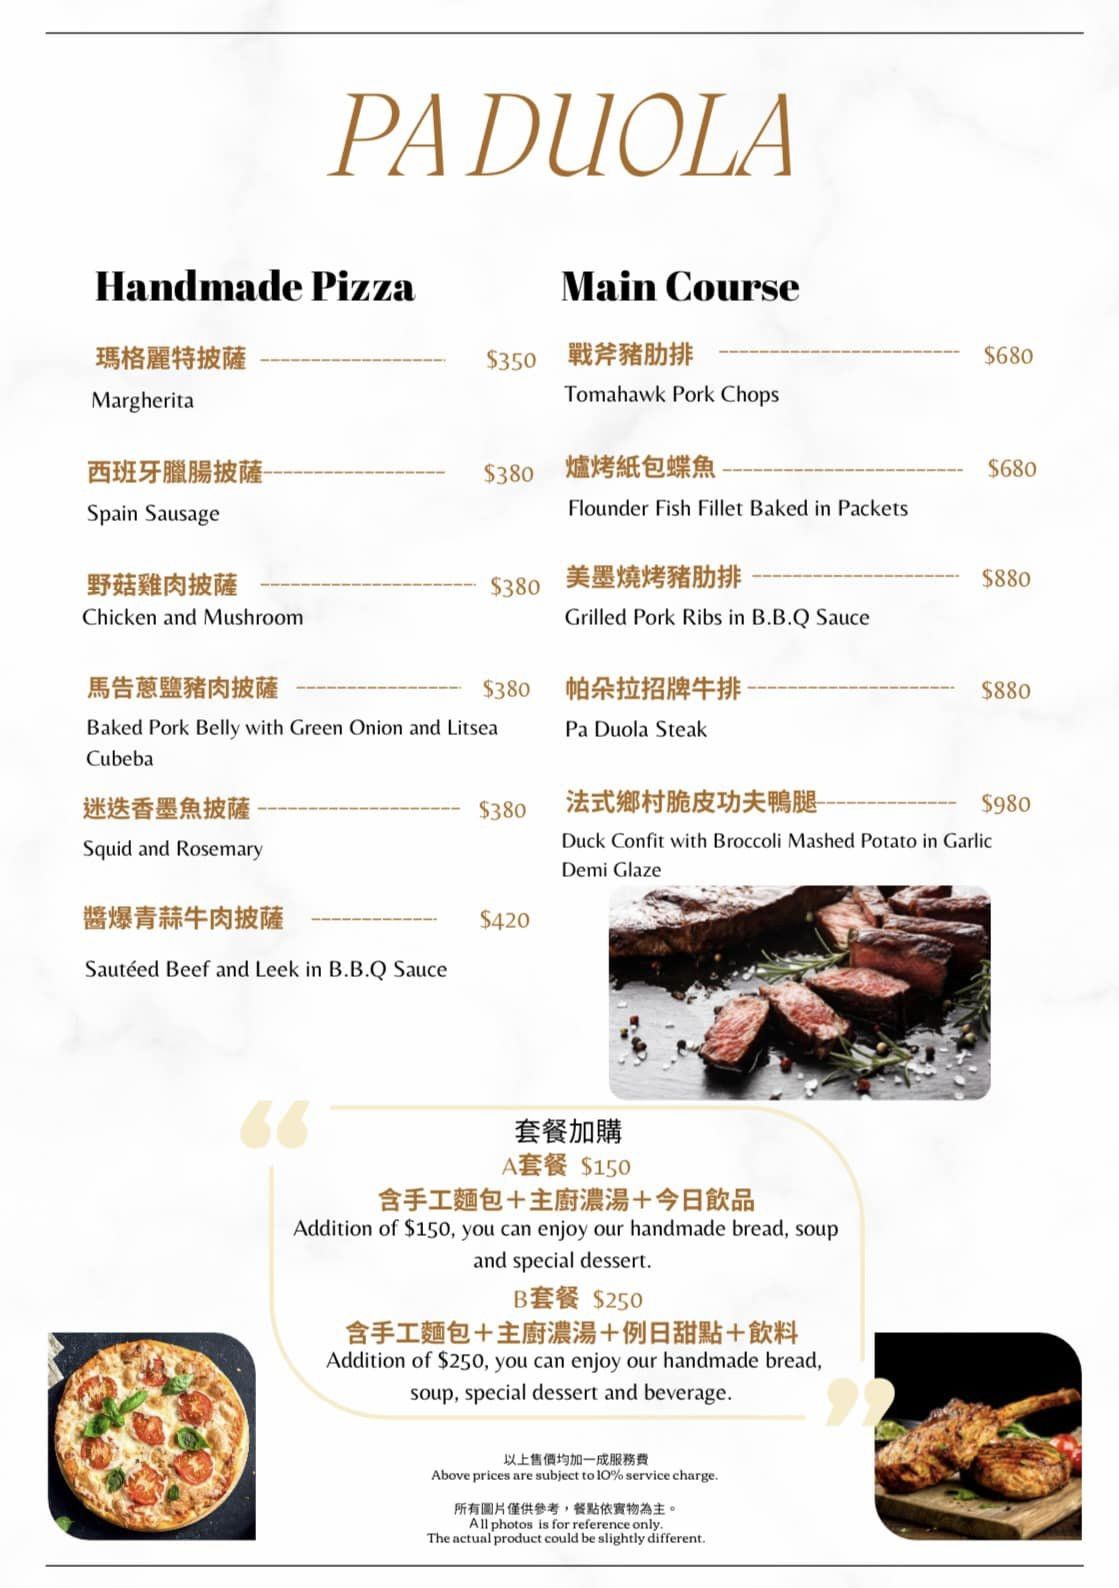 PA DUOLA
Handmade Pizza
瑪格麗特披薩 $350
Margherita
西班牙臘腸披薩 $380
Spain Sausage
野菇雞肉披薩 $380
Chicken and Mushroom
馬告蔥鹽豬肉披薩 $380
Baked Pork Belly with Green Onion and Litsea
Cubeba
迷迭香墨魚披薩 $380
Squid and Rosemary
醬爆青蒜牛肉披薩 $420
Sautéed Beef and Leek in B.B.Q Sauce
Main Course
戰斧豬肋排 $680
Tomahawk Pork Chops
爐烤紙包蝶魚 $680
Flounder Fish Fillet Baked in Packets
美墨燒烤豬肋排 $880
Grilled Pork Ribs in B.B.Q Sauce
帕朵拉招牌牛排 $880
Pa Duola Steak
法式鄉村脆皮功夫鴨腿 $980
Duck Confit with Broccoli Mashed Potato in Garlic
Demi Glaze
套餐加購
A套餐 $150
含手工麵包＋主廚濃湯＋今日飲品
Addition of $150, you can enjoy our handmade bread, soup
and special dessert.
B套餐 $250
含手工麵包＋主廚濃湯＋例日甜點＋飲料
Addition of $250, you can enjoy our handmade bread,
soup, special dessert and beverage.
以上售價均加一成服務費
Above prices are subject to 10% service charge.
所有圖片僅供參考，餐點依實物為主。
All photos is for reference only.
The actual product could be slightly different.